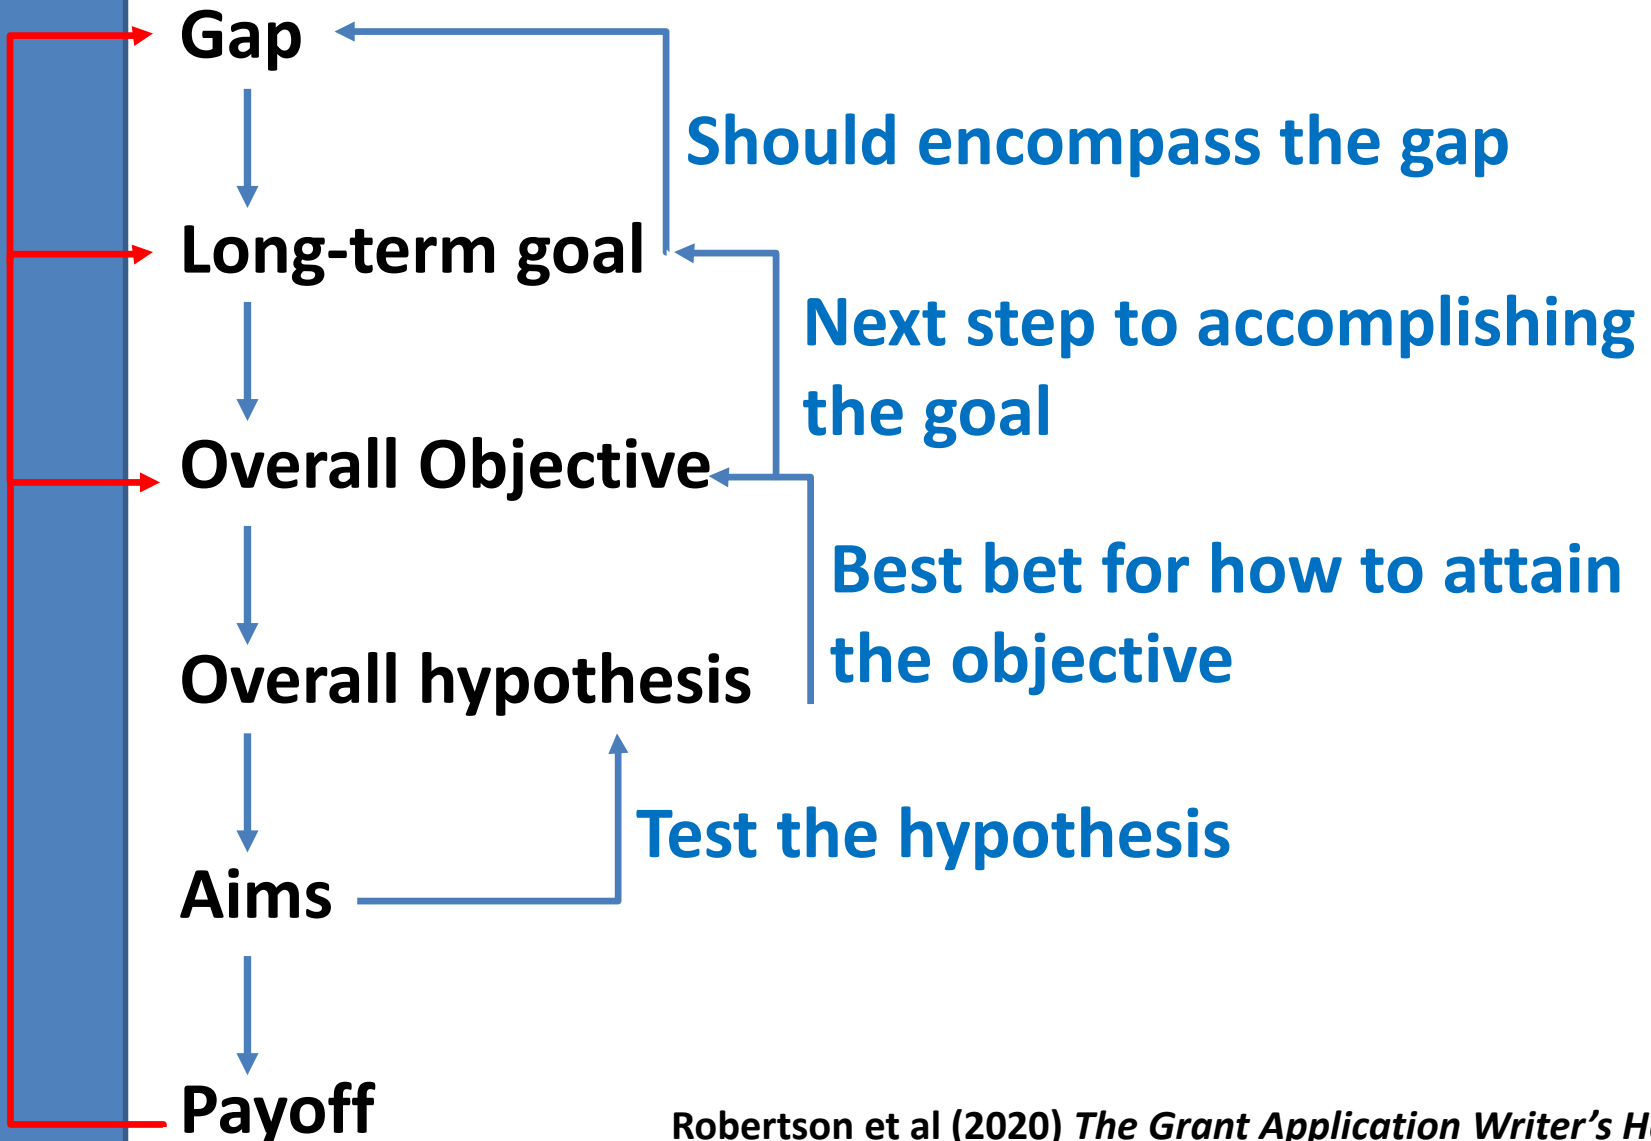 Gap
Should encompass the gap
Long-term goal
Next step to accomplishing
the goal
Overall Objective
Best bet for how to attain
the objective
Overall hypothesis
Test the hypothesis
Aims
Payoff
Robertson et al (2020) The Grant Application Writer’s